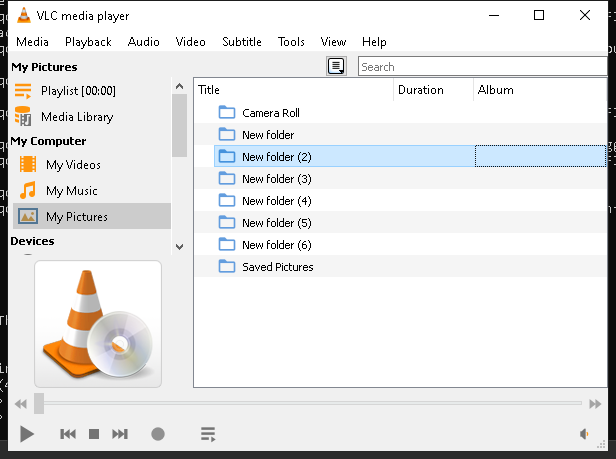 VLC media player
Media Playback Audio Video Subtitle Tools View Help
My Pictures
Search
Playlist [00:00]
Media Library
My Computer
My Videos
My Music
My Pictures
Devices
Title Duration Album
Camera Roll
New folder
New folder (2)
New folder (3)
New folder (4)
New folder (5)
New folder (6)
Saved Pictures